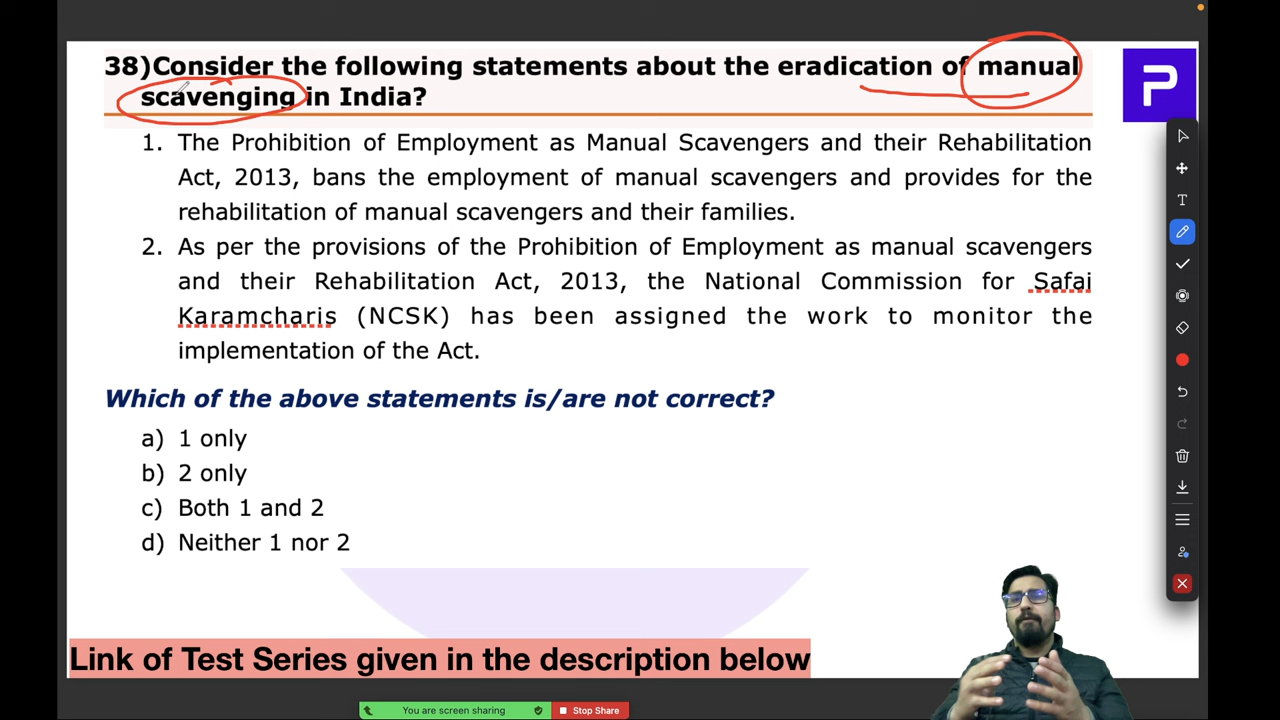 38)Consider the following statements about the eradication of manual
scavenging in India?
1. The Prohibition of Employment as Manual Scavengers and their Rehabilitation
Act, 2013, bans the employment of manual scavengers and provides for the
rehabilitation of manual scavengers and their families.
2. As per the provisions of the Prohibition of Employment as manual scavengers
and their Rehabilitation Act, 2013, the National Commission for Safai
Karamcharis (NCSK) has been assigned the work to monitor the
implementation of the Act.
Which of the above statements is/are not correct?
a) 1 only
b) 2 only
c) Both 1 and 2
d) Neither 1 nor 2
Link of Test Series given in the description below
You are screen sharing
Stop Share
P
T